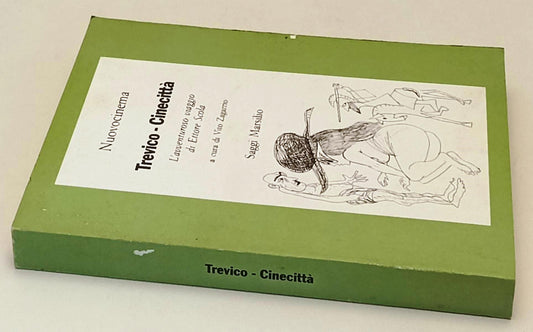 Nuovocinema
Trevico - Cinecittà
L'avventuroso viaggio
di Ettore Scola
a cura di Vito Zagarrio
Saggi Marsilio
Trevico - Cinecittà